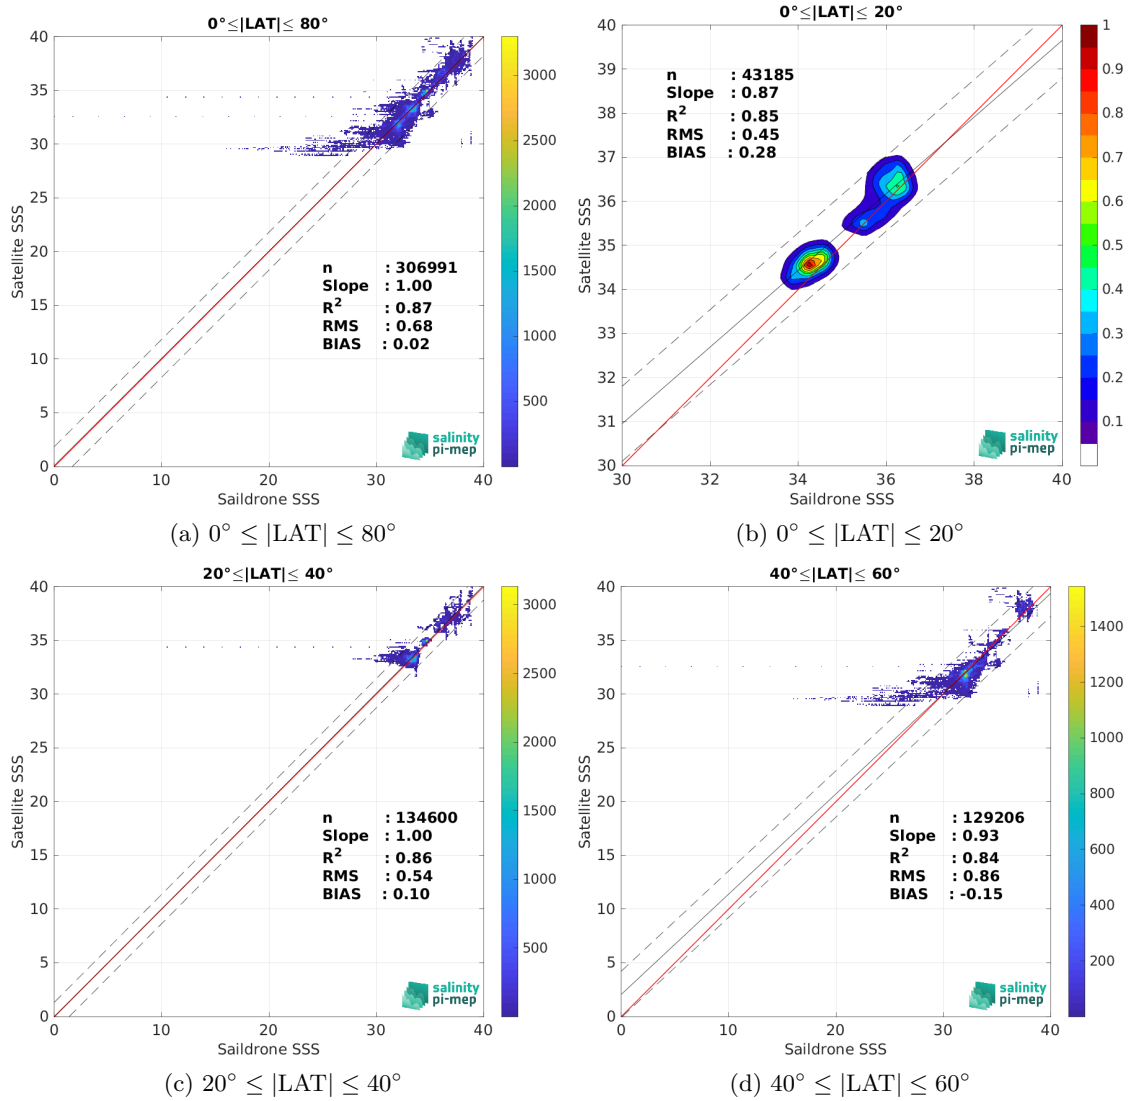 0°≤|LAT|≤ 80°
40
35
30
25
20
15
10
5
0
Satellite SSS
n : 306991
Slope : 1.00
R² : 0.87
RMS : 0.68
BIAS : 0.02
salinity
pi-mep
0 10 20 30 40
Saildrone SSS
3000
2500
2000
1500
1000
500
(a) 0° ≤ |LAT| ≤ 80°
0°≤|LAT|≤ 20°
40
39
38
37
36
35
34
33
32
31
30
Satellite SSS
n : 43185
Slope : 0.87
R² : 0.85
RMS : 0.45
BIAS : 0.28
salinity
pi-mep
30 32 34 36 38 40
Saildrone SSS
1
0.9
0.8
0.7
0.6
0.5
0.4
0.3
0.2
0.1
(b) 0° ≤ |LAT| ≤ 20°
20°≤|LAT|≤ 40°
40
35
30
25
20
15
10
5
0
Satellite SSS
n : 134600
Slope : 1.00
R² : 0.86
RMS : 0.54
BIAS : 0.10
salinity
pi-mep
0 10 20 30 40
Saildrone SSS
3000
2500
2000
1500
1000
500
(c) 20° ≤ |LAT| ≤ 40°
40°≤|LAT|≤ 60°
40
35
30
25
20
15
10
5
0
Satellite SSS
n : 129206
Slope : 0.93
R² : 0.84
RMS : 0.86
BIAS : -0.15
salinity
pi-mep
0 10 20 30 40
Saildrone SSS
1400
1200
1000
800
600
400
200
(d) 40° ≤ |LAT| ≤ 60°